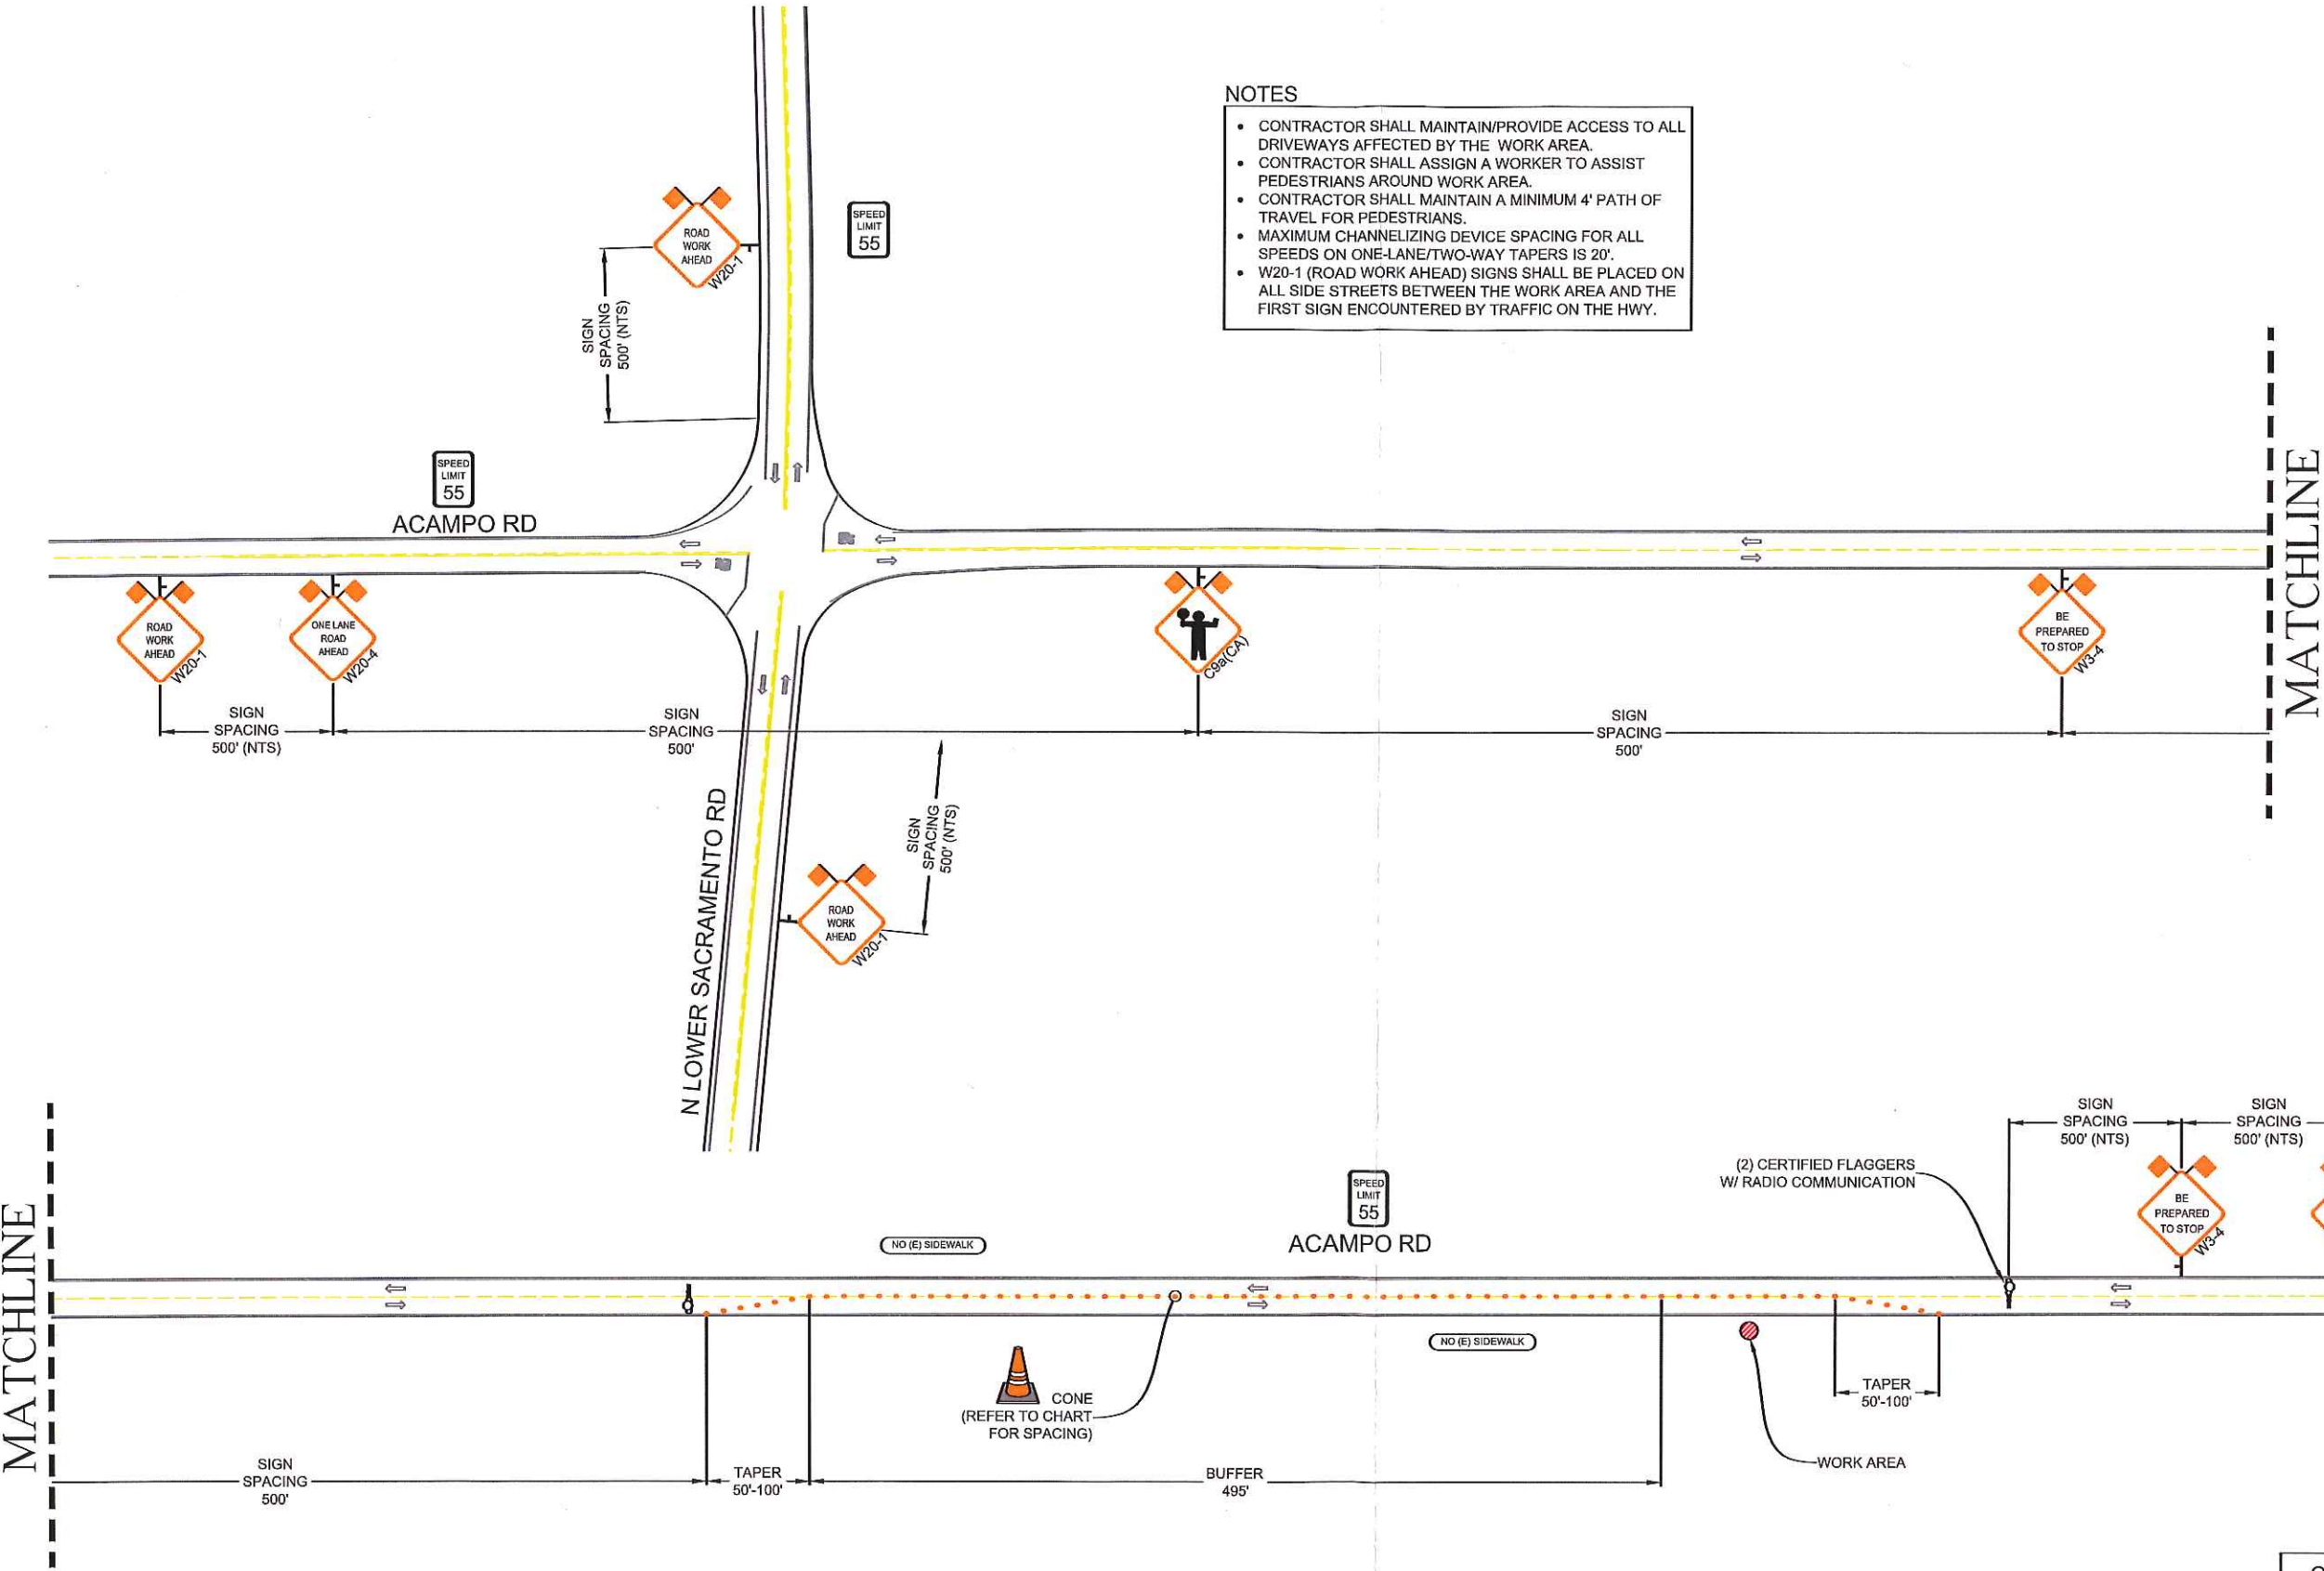 NOTES
• CONTRACTOR SHALL MAINTAIN/PROVIDE ACCESS TO ALL
DRIVEWAYS AFFECTED BY THE WORK AREA.
• CONTRACTOR SHALL ASSIGN A WORKER TO ASSIST
PEDESTRIANS AROUND WORK AREA.
• CONTRACTOR SHALL MAINTAIN A MINIMUM 4' PATH OF
TRAVEL FOR PEDESTRIANS.
• MAXIMUM CHANNELIZING DEVICE SPACING FOR ALL
SPEEDS ON ONE-LANE/TWO-WAY TAPERS IS 20'.
• W20-1 (ROAD WORK AHEAD) SIGNS SHALL BE PLACED ON
ALL SIDE STREETS BETWEEN THE WORK AREA AND THE
FIRST SIGN ENCOUNTERED BY TRAFFIC ON THE HWY.
ROAD
WORK
AHEAD
W20-1
SPEED
LIMIT
55
SIGN
SPACING
500' (NTS)
SPEED
LIMIT
55
ACAMPO RD
MATCHLINE
ROAD
WORK
AHEAD
W20-1
ONE LANE
ROAD
AHEAD
W20-4
C9a(CA)
BE
PREPARED
TO STOP
W3-4
SIGN
SPACING
500' (NTS)
SIGN
SPACING
500'
SIGN
SPACING
500'
N LOWER SACRAMENTO RD
SIGN
SPACING
500' (NTS)
ROAD
WORK
AHEAD
W20-1
SIGN
SPACING
500' (NTS)
SIGN
SPACING
500' (NTS)
(2) CERTIFIED FLAGGERS
W/ RADIO COMMUNICATION
BE
PREPARED
TO STOP
W3-4
SPEED
LIMIT
55
ACAMPO RD
NO (E) SIDEWALK
MATCHLINE
NO (E) SIDEWALK
CONE
(REFER TO CHART
FOR SPACING)
TAPER
50'-100'
WORK AREA
SIGN
SPACING
500'
TAPER
50'-100'
BUFFER
495'